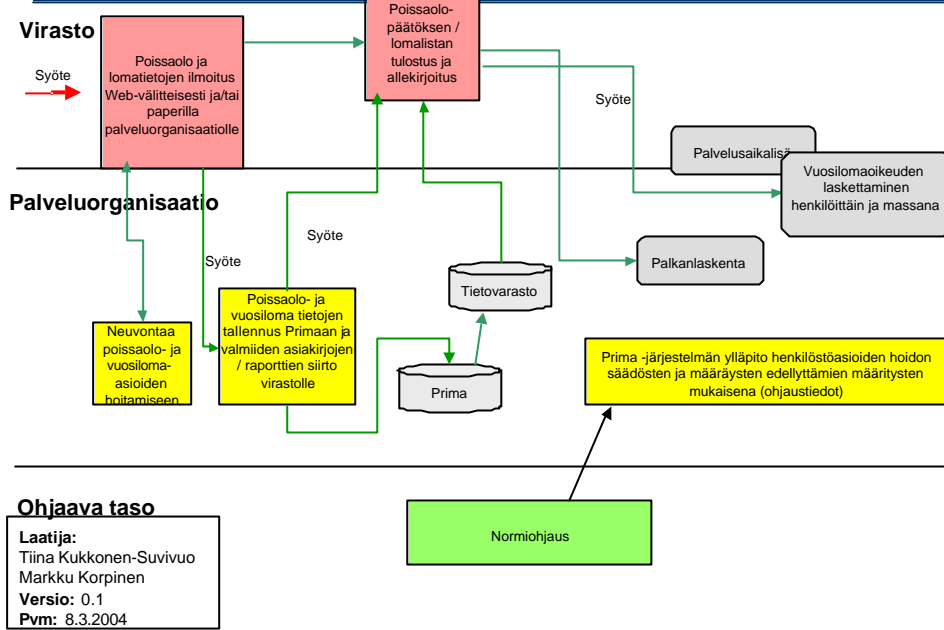 Virasto
Syöte
Poissaolo ja
lomatietojen ilmoitus
Web-välitteisesti ja/tai
paperilla
palveluorganisaatiolle
Poissaolo-
päätöksen /
lomalistan
tulostus ja
allekirjoitus
Syöte
Palvelusaikalisä
Vuosilomaoikeuden
laskettaminen
henkilöittäin ja massana
Palveluorganisaatio
Syöte
Syöte
Palkanlaskenta
Tietovarasto
Neuvontaa
poissaolo- ja
vuosiloma-
asioiden
hoitamiseen
Poissaolo- ja
vuosiloma tietojen
tallennus Primaan ja
valmiiden asiakirjojen
/ raporttien siirto
virastolle
Prima
Prima -järjestelmän ylläpito henkilöstöasioiden hoidon
säädösten ja määräysten edellyttämien määritysten
mukaisena (ohjaustiedot)
Ohjaava taso
Normiohjaus
Laatija:
Tiina Kukkonen-Suvivuo
Markku Korpinen
Versio: 0.1
Pvm: 8.3.2004